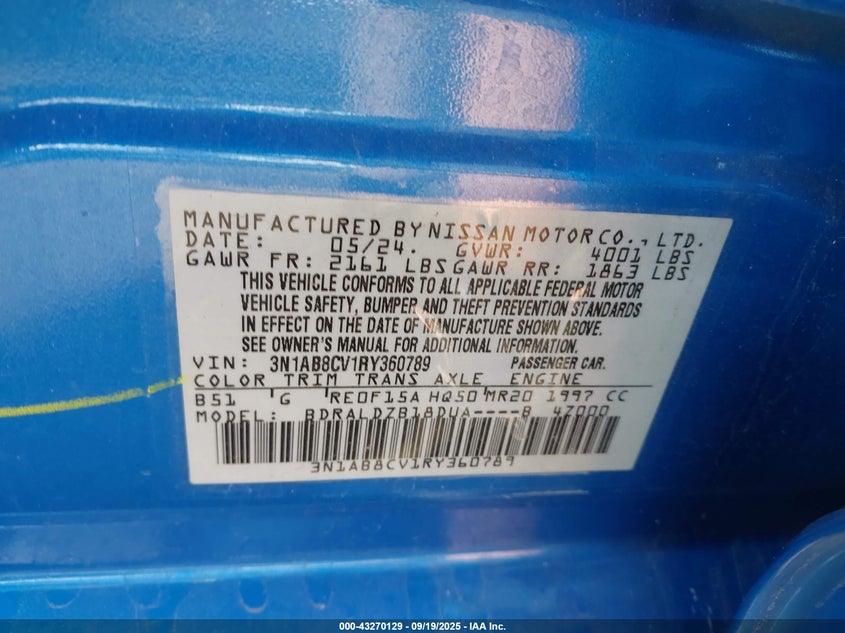 MANUFACTURED BY NISSAN MOTOR CO., LTD.
DATE: 05/24. GVWR: 4001 LBS
GAWR FR: 2161 LBS GAWR RR: 1863 LBS
THIS VEHICLE CONFORMS TO ALL APPLICABLE FEDERAL MOTOR
VEHICLE SAFETY, BUMPER AND THEFT PREVENTION STANDARDS
IN EFFECT ON THE DATE OF MANUFACTURE SHOWN ABOVE.
SEE OWNER'S MANUAL FOR ADDITIONAL INFORMATION.
VIN: 3N1AB8CV1RY360789 PASSENGER CAR.
COLOR TRIM TRANS AXLE ENGINE
B51 G RE0F15A HQ50 MR20 1997 CC
MODEL: BDRALDZB18DUA----B 4Z000
3N1AB8CV1RY360789
000-43270129 - 09/19/2025 - IAA Inc.